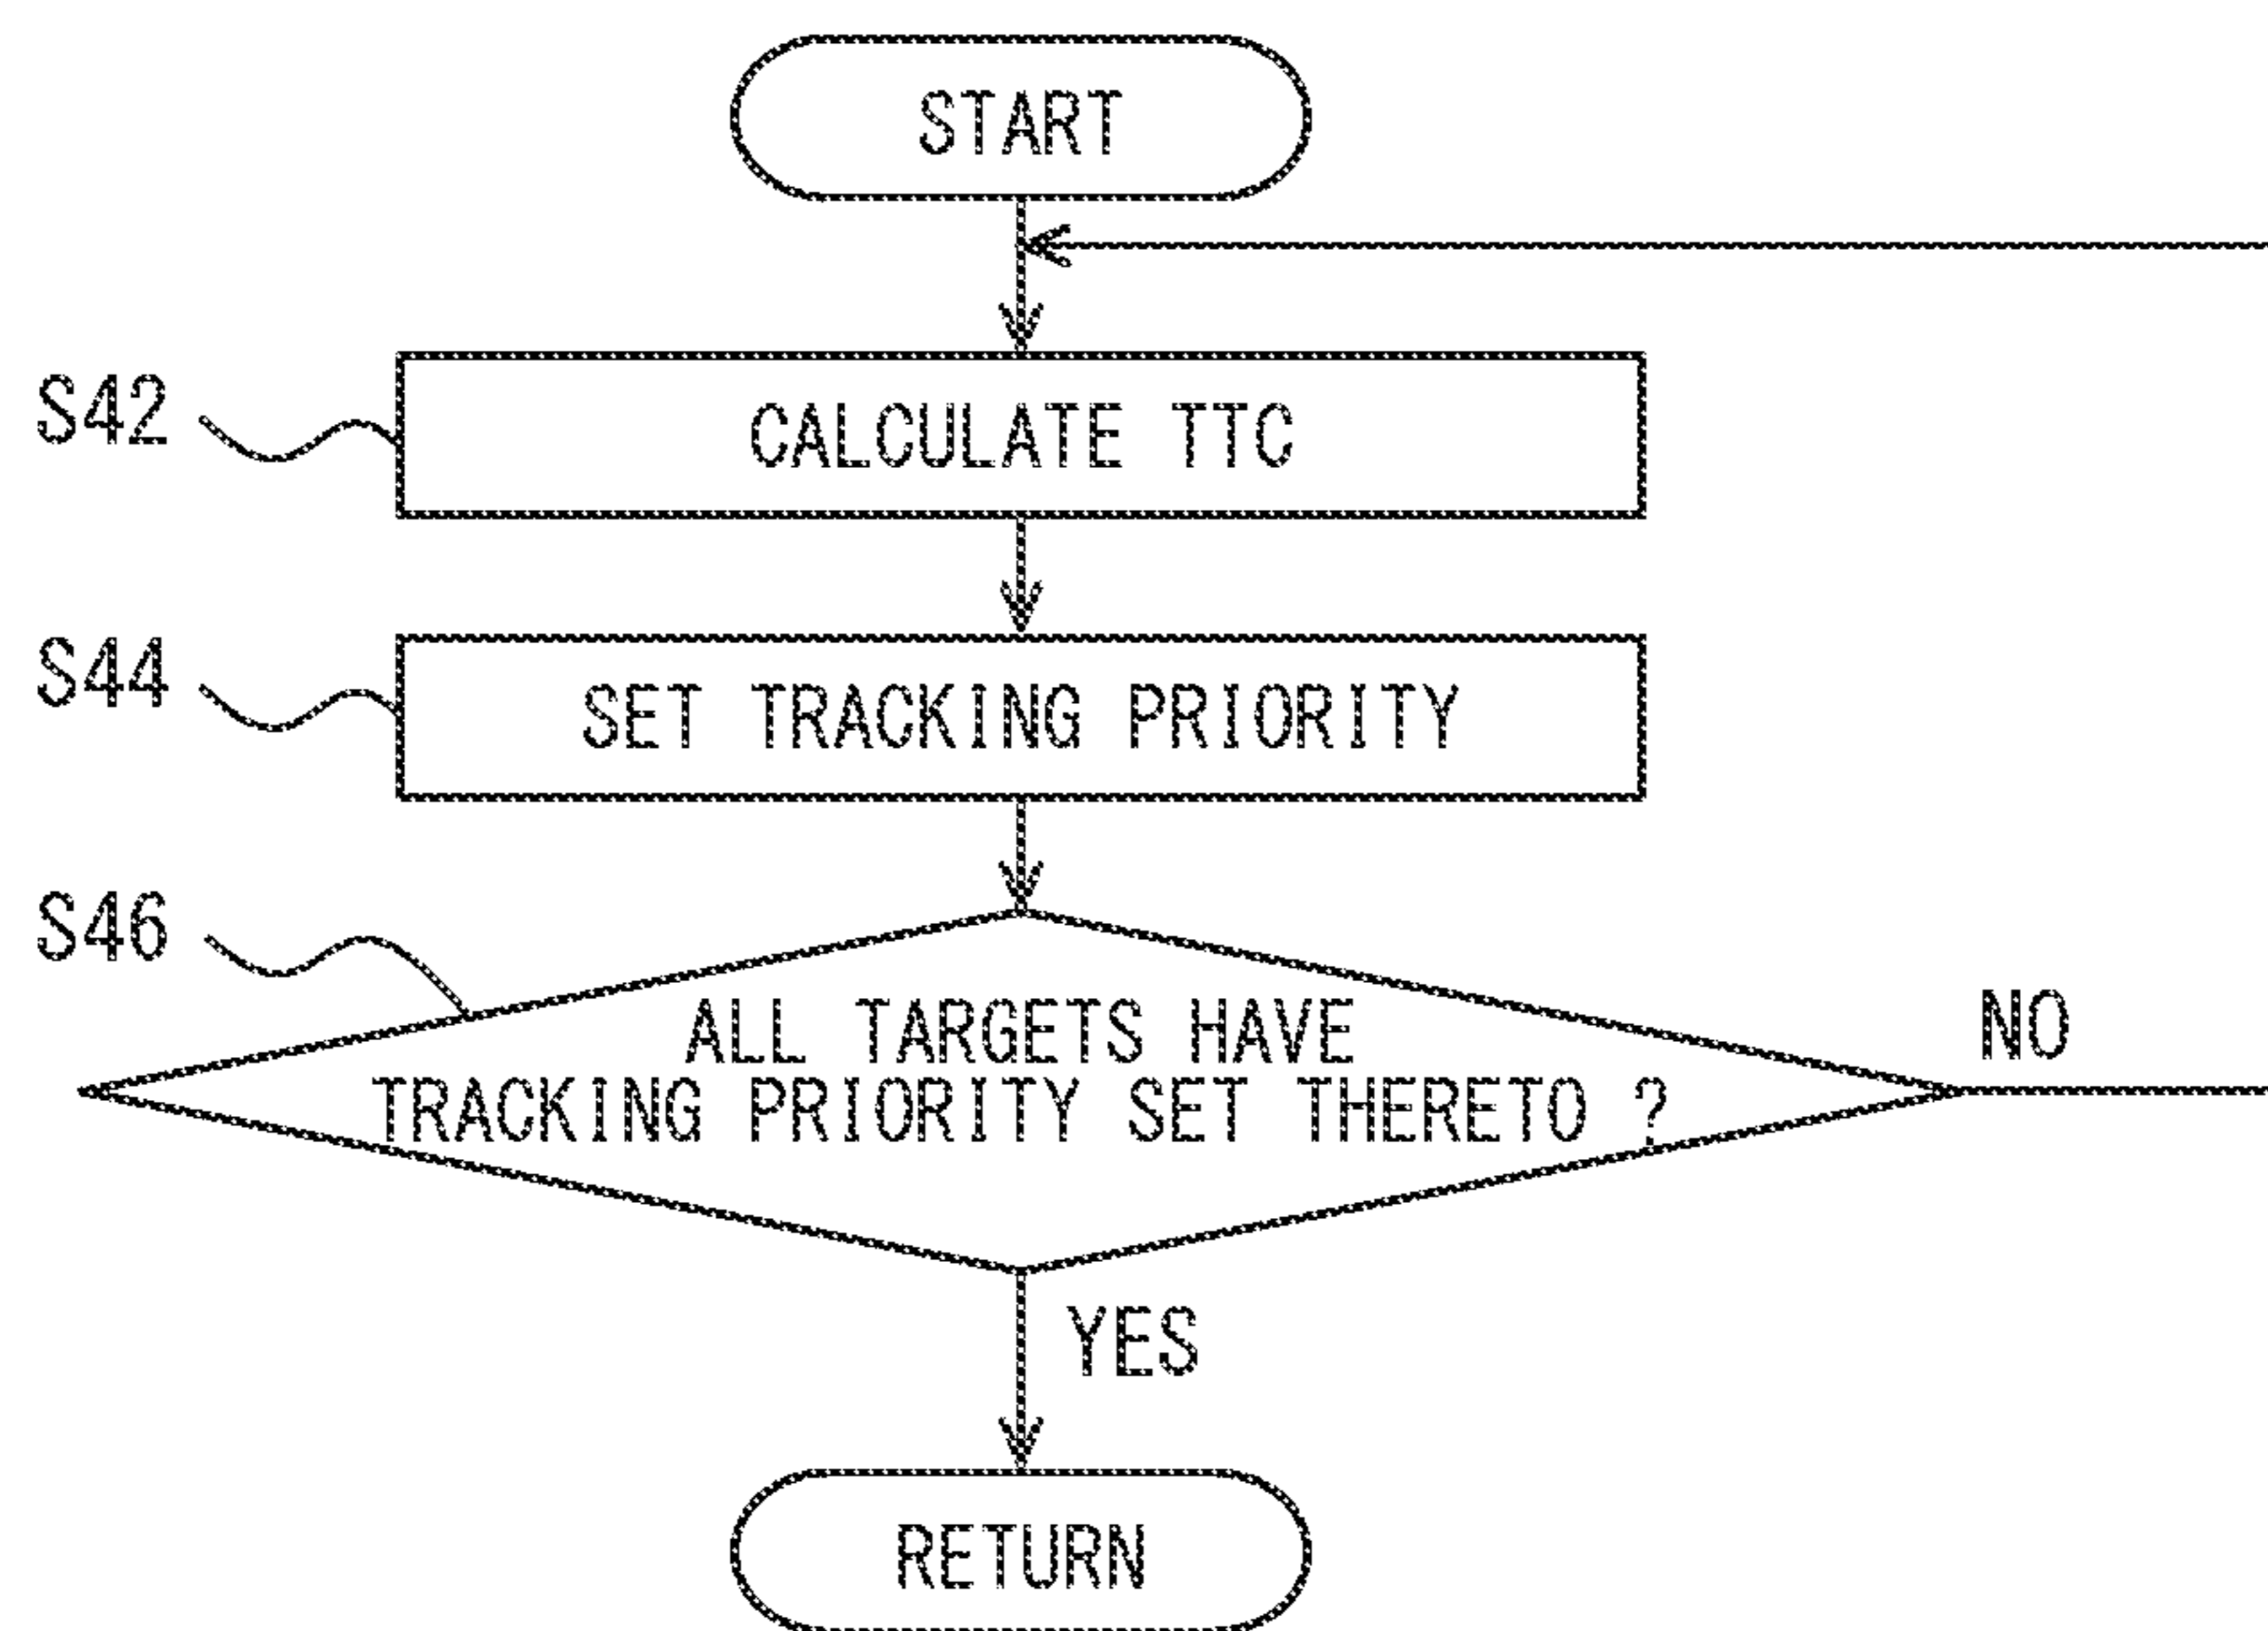 START
S42
CALCULATE TTC
S44
SET TRACKING PRIORITY
S46
ALL TARGETS HAVE
TRACKING PRIORITY SET THERETO ?
NO
YES
RETURN